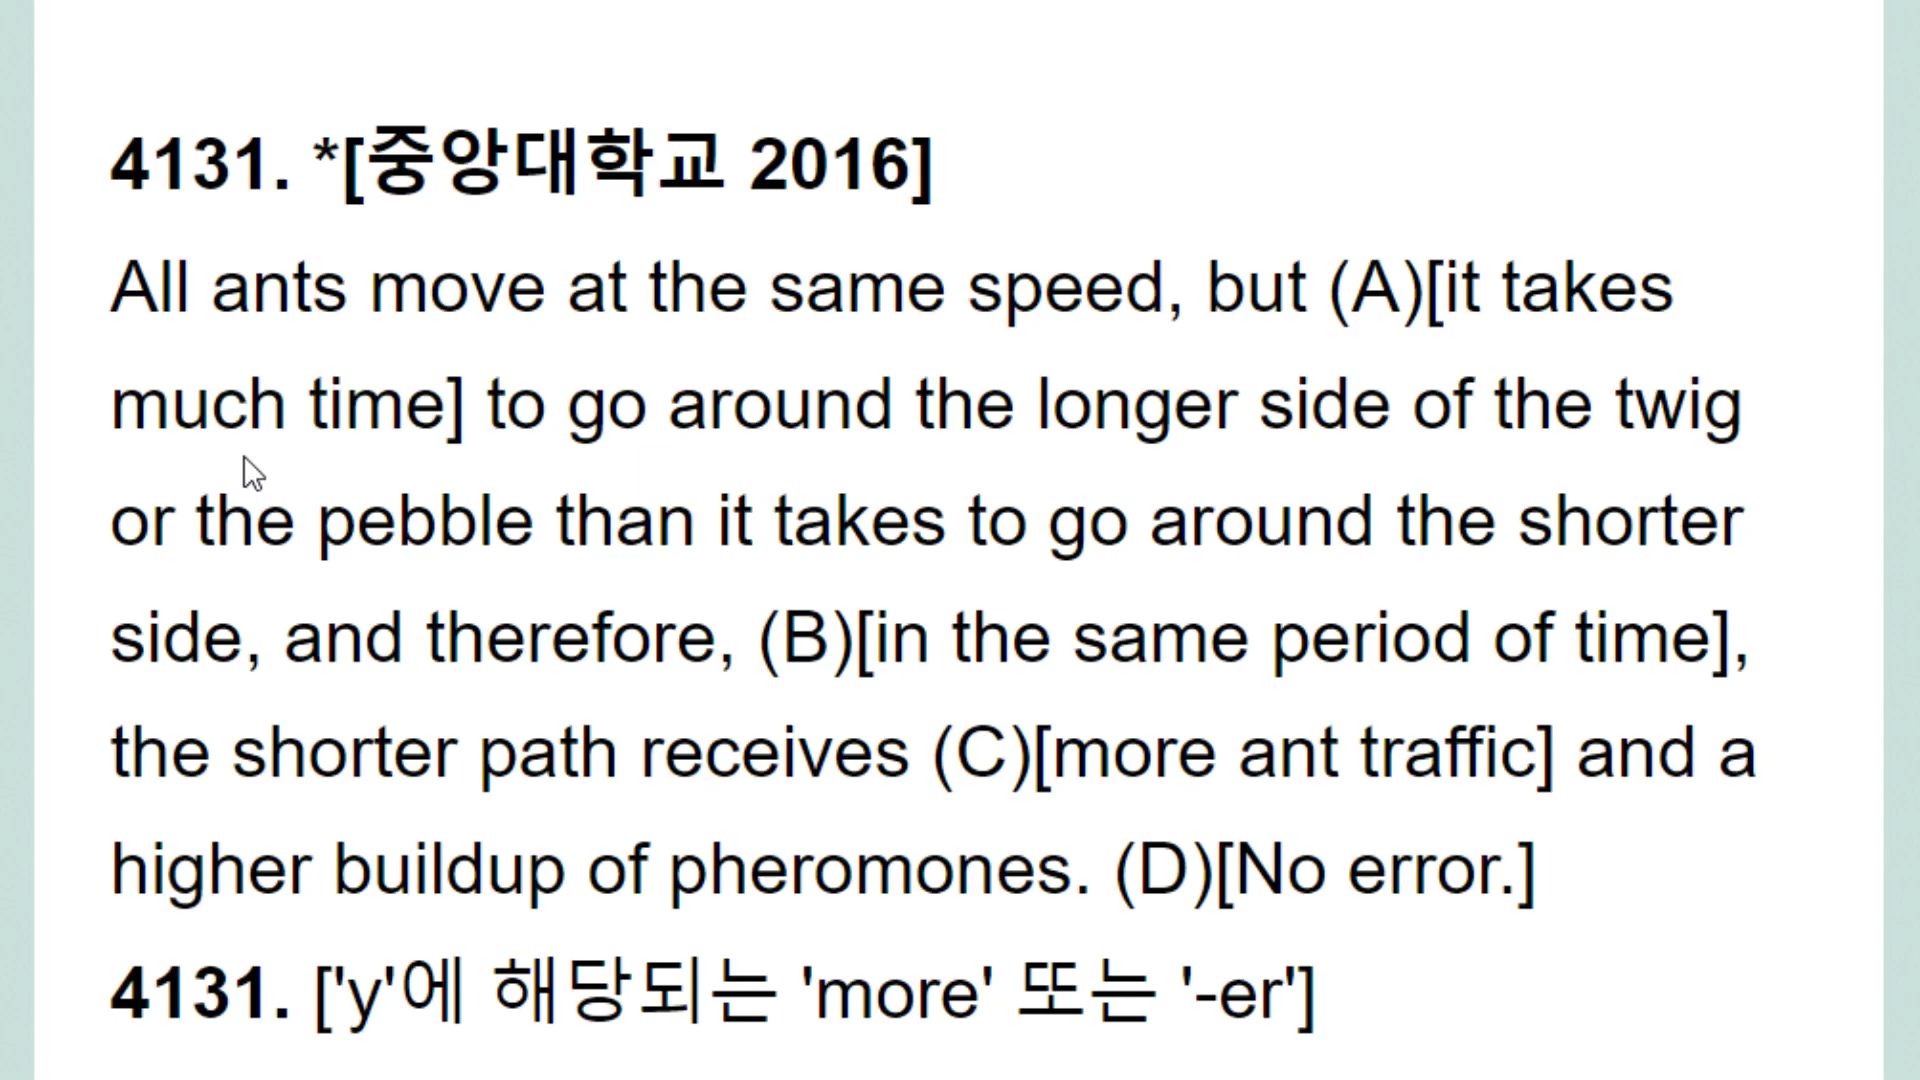 4131. *[중앙대학교 2016]
All ants move at the same speed, but (A)[it takes
much time] to go around the longer side of the twig
or the pebble than it takes to go around the shorter
side, and therefore, (B)[in the same period of time],
the shorter path receives (C)[more ant traffic] and a
higher buildup of pheromones. (D)[No error.]
4131. ['y'에 해당되는 'more' 또는 '-er']